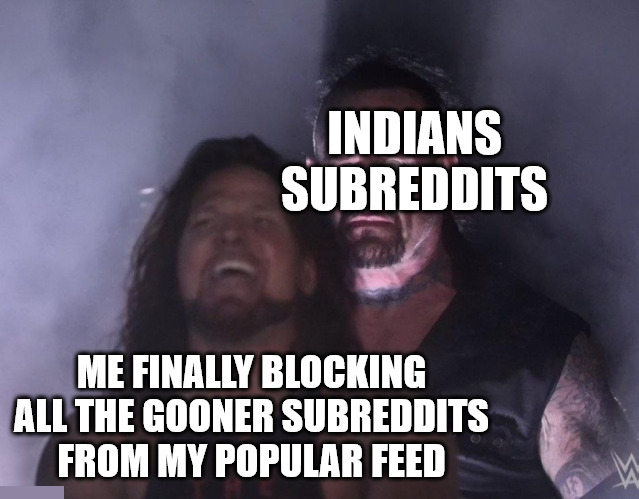 INDIANS
SUBREDDITS
ME FINALLY BLOCKING
ALL THE GOONER SUBREDDITS
FROM MY POPULAR FEED